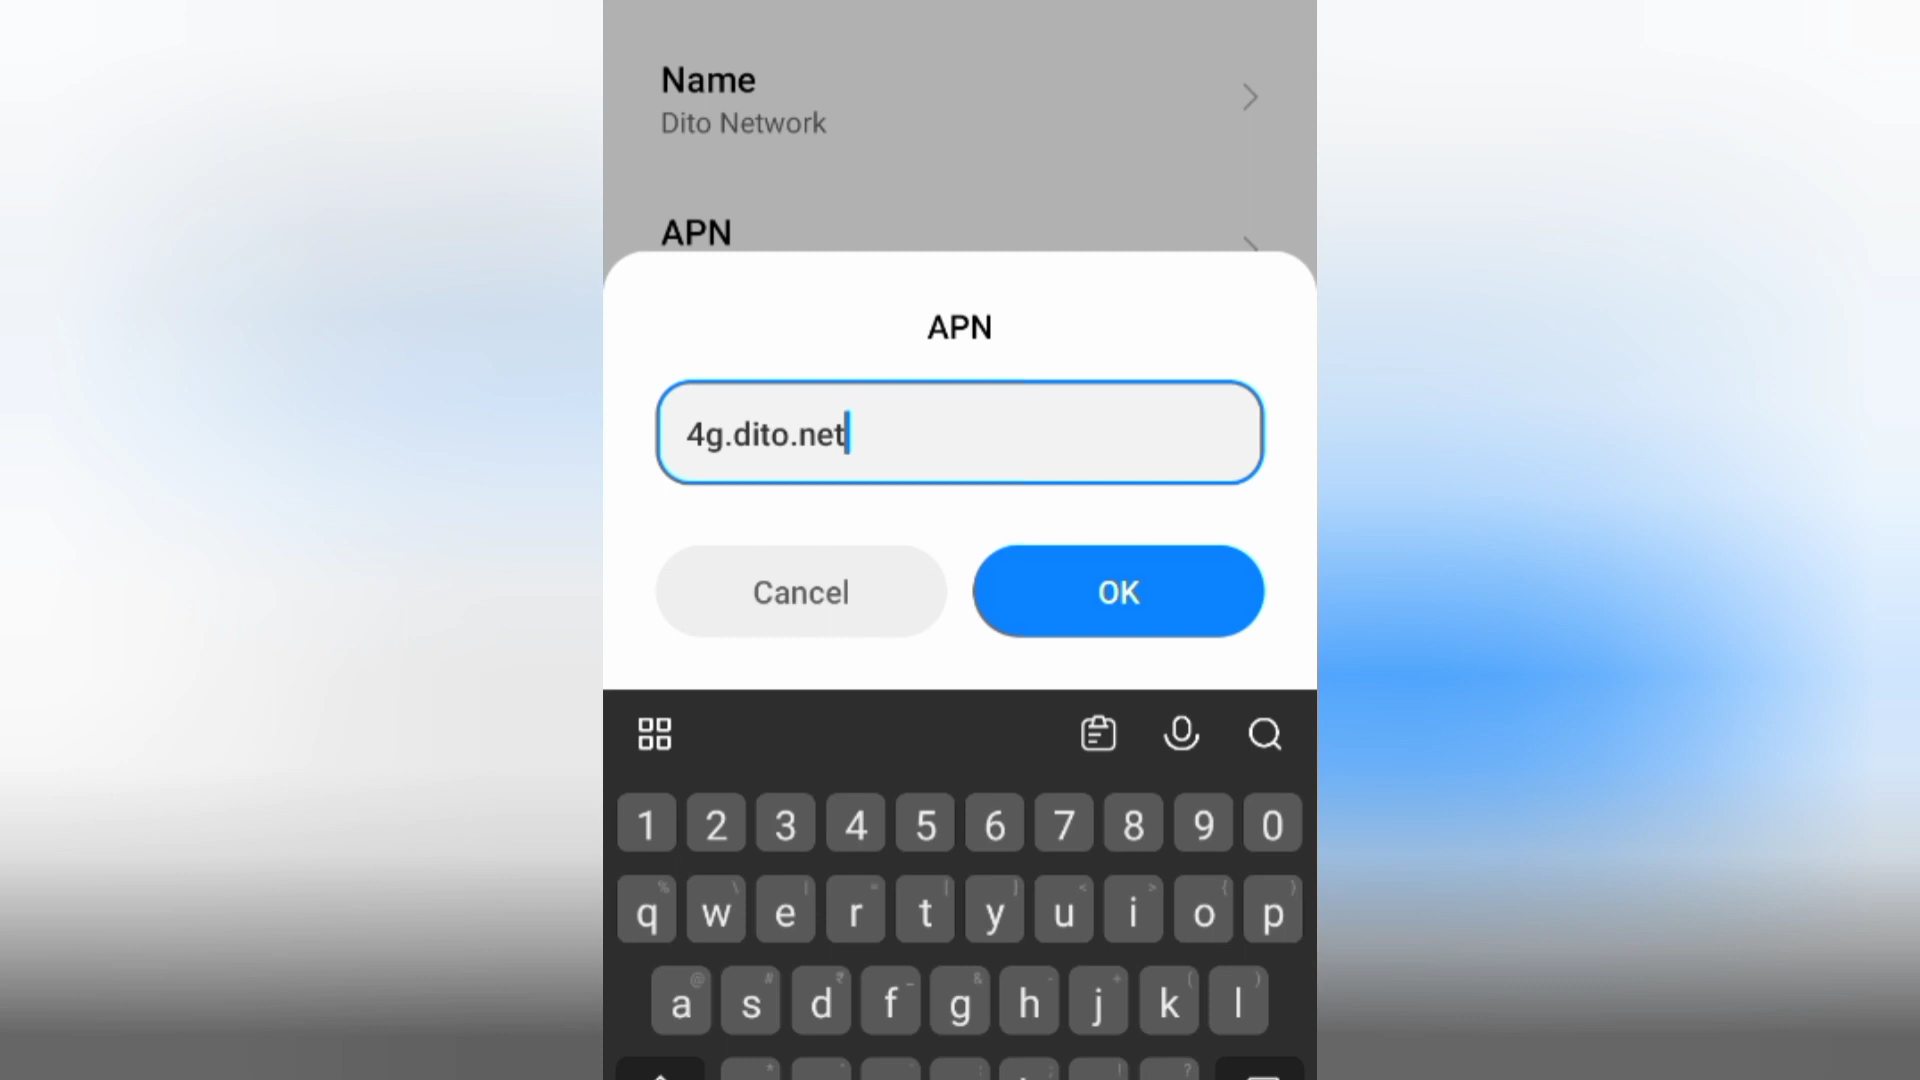 Name
Dito Network
APN
APN
4g.dito.net
Cancel
OK
1 2 3 4 5 6 7 8 9 0
q w e r t y u i o p
a s d f g h j k l